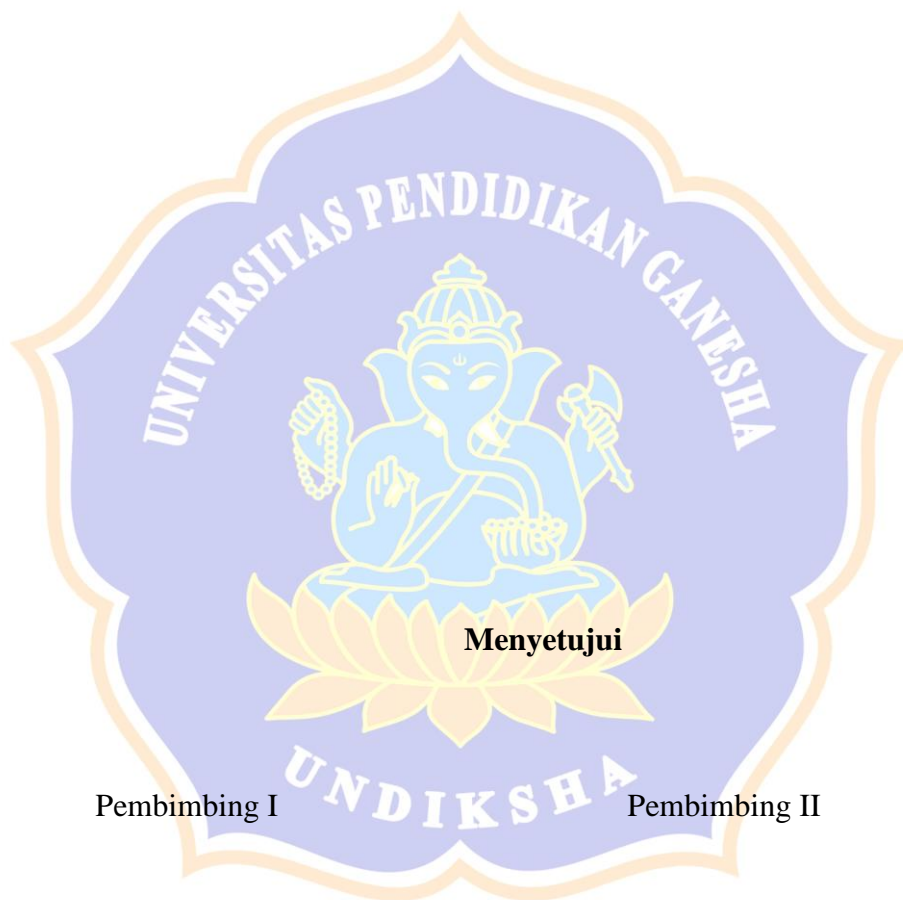 UNIVERSITAS PENDIDIKAN GANESHA
Menyetujui
UNDIKSHA
Pembimbing I Pembimbing II